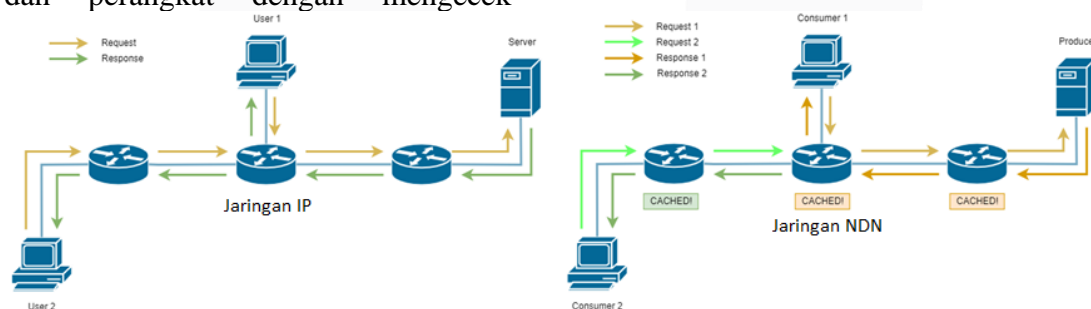 dan perangkat dengan mengecek
User 1
Request
Response
Server
Jaringan IP
User 2
Consumer 1
Request 1
Request 2
Response 1
Response 2
Produce
CACHED!
CACHED!
CACHED!
Jaringan NDN
Consumer 2